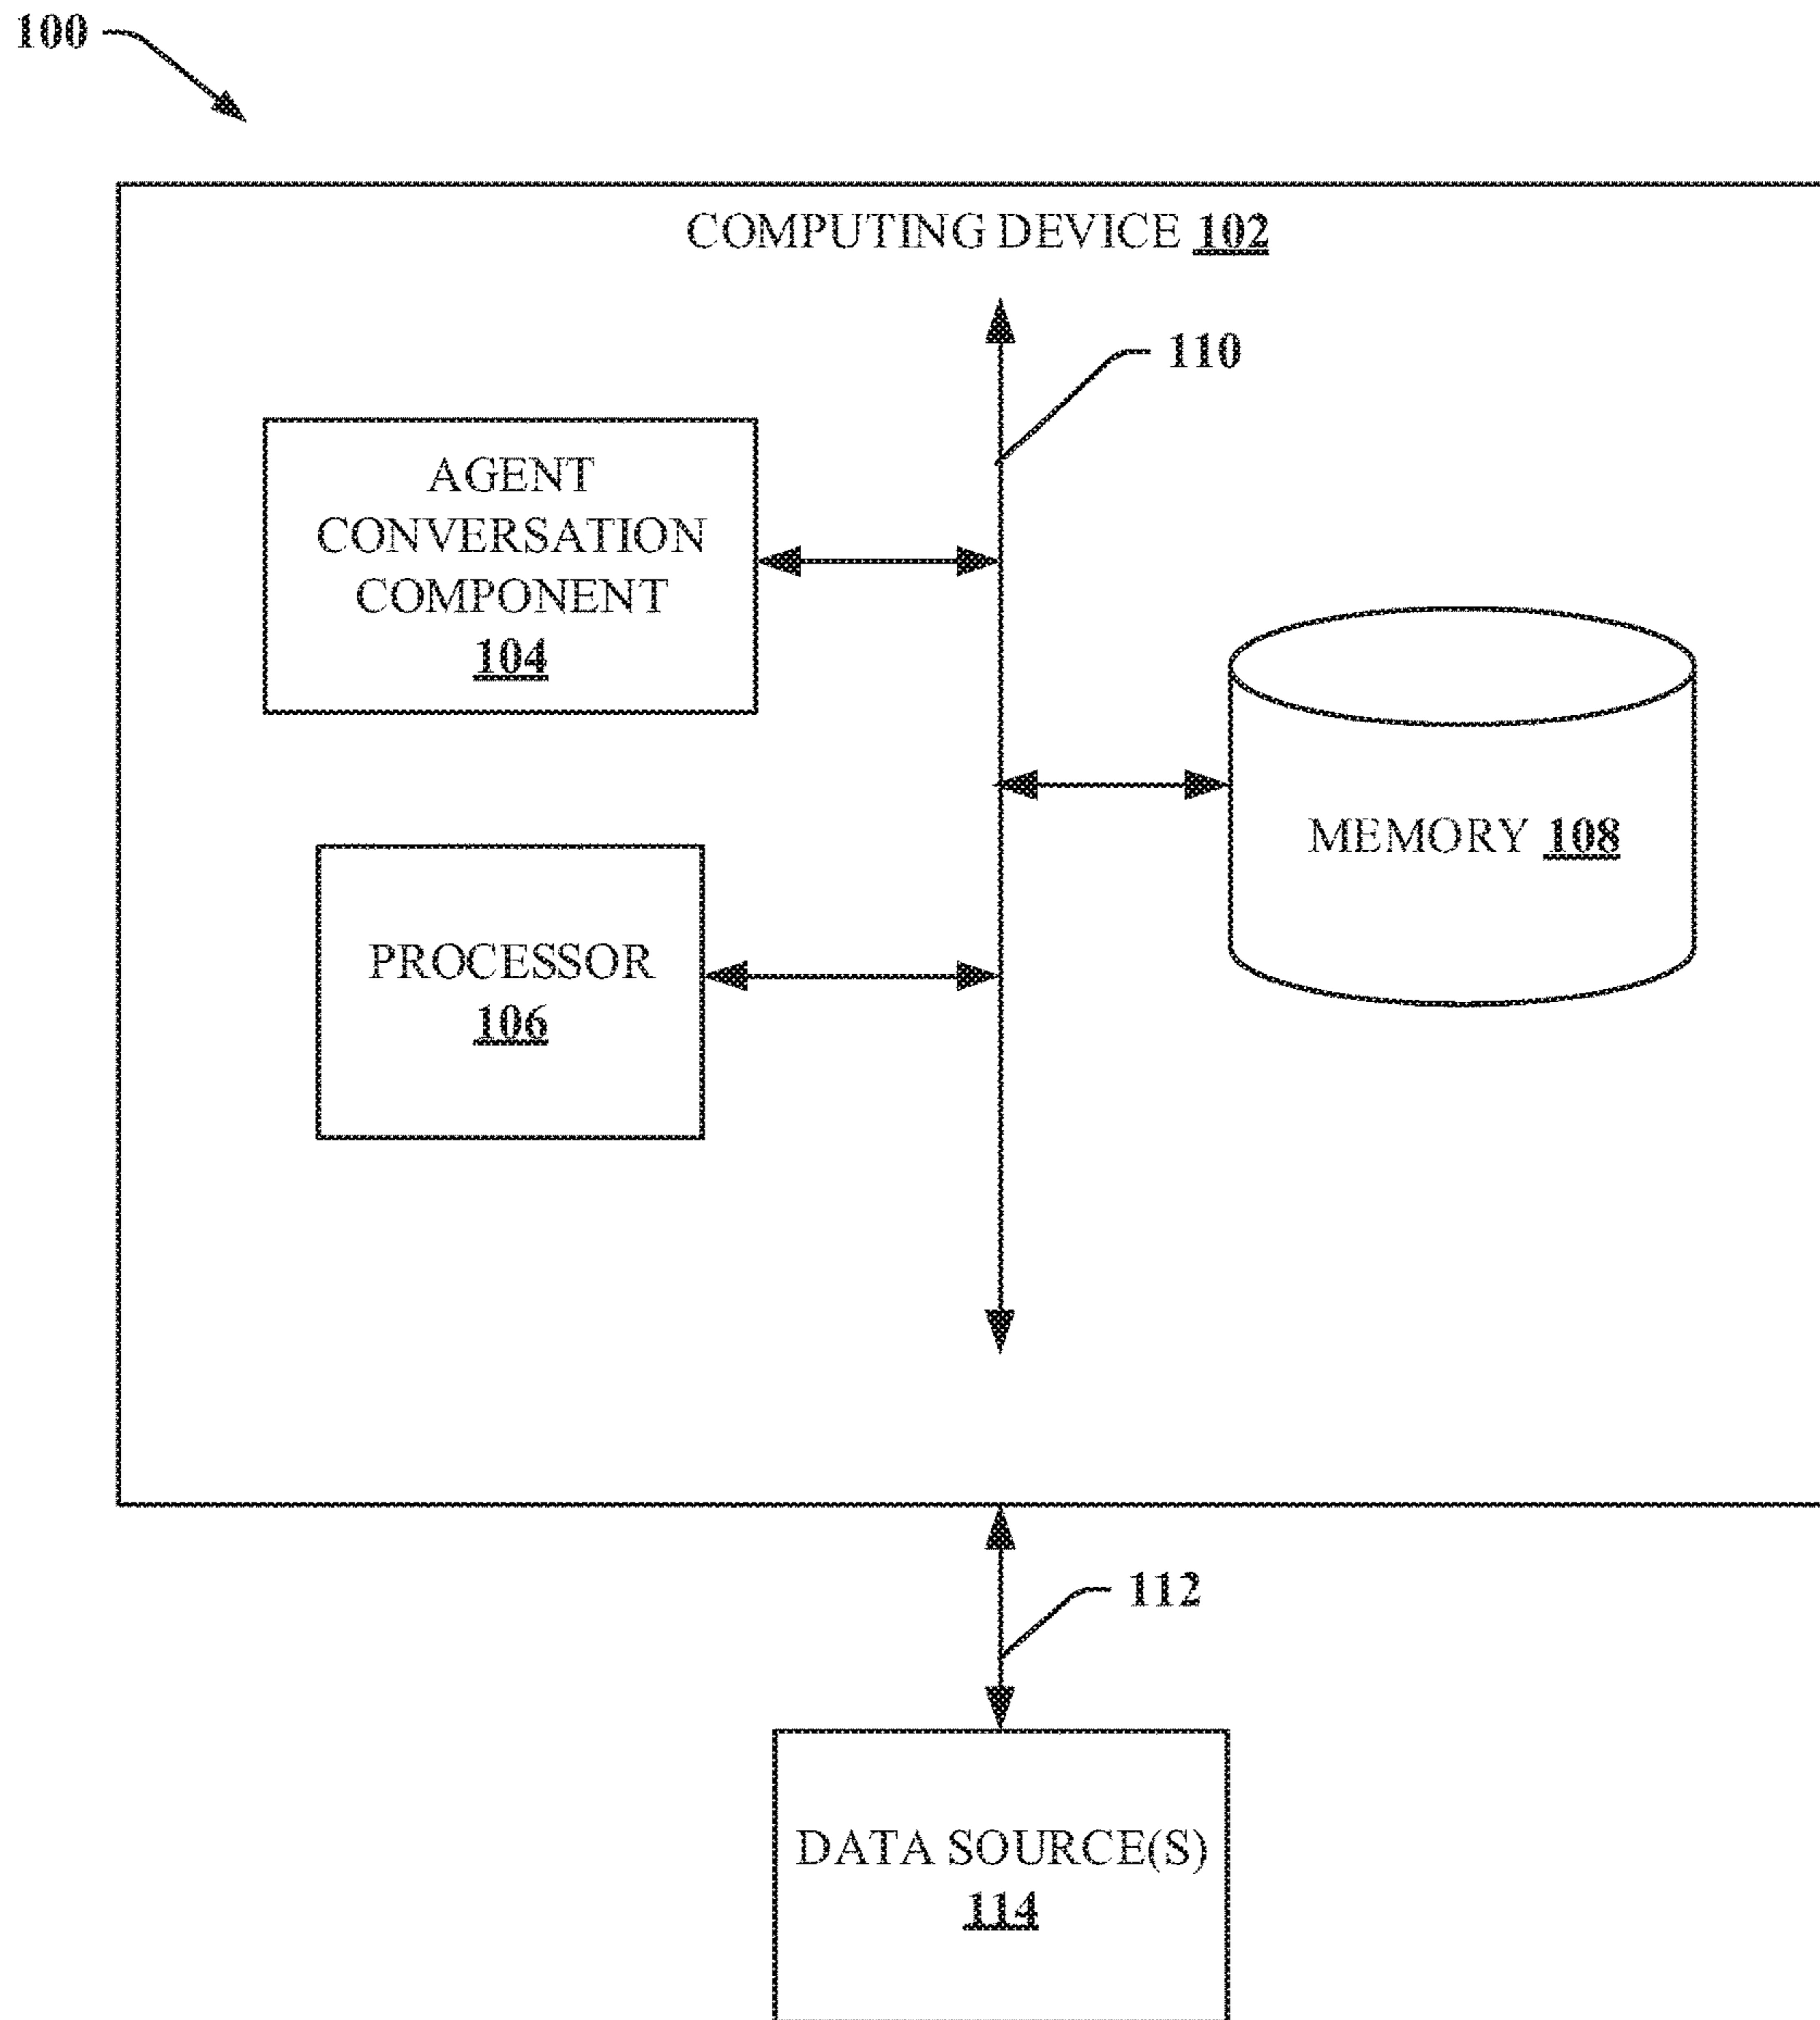 100
COMPUTING DEVICE 102
110
AGENT
CONVERSATION
COMPONENT
104
MEMORY 108
PROCESSOR
106
112
DATA SOURCE(S)
114